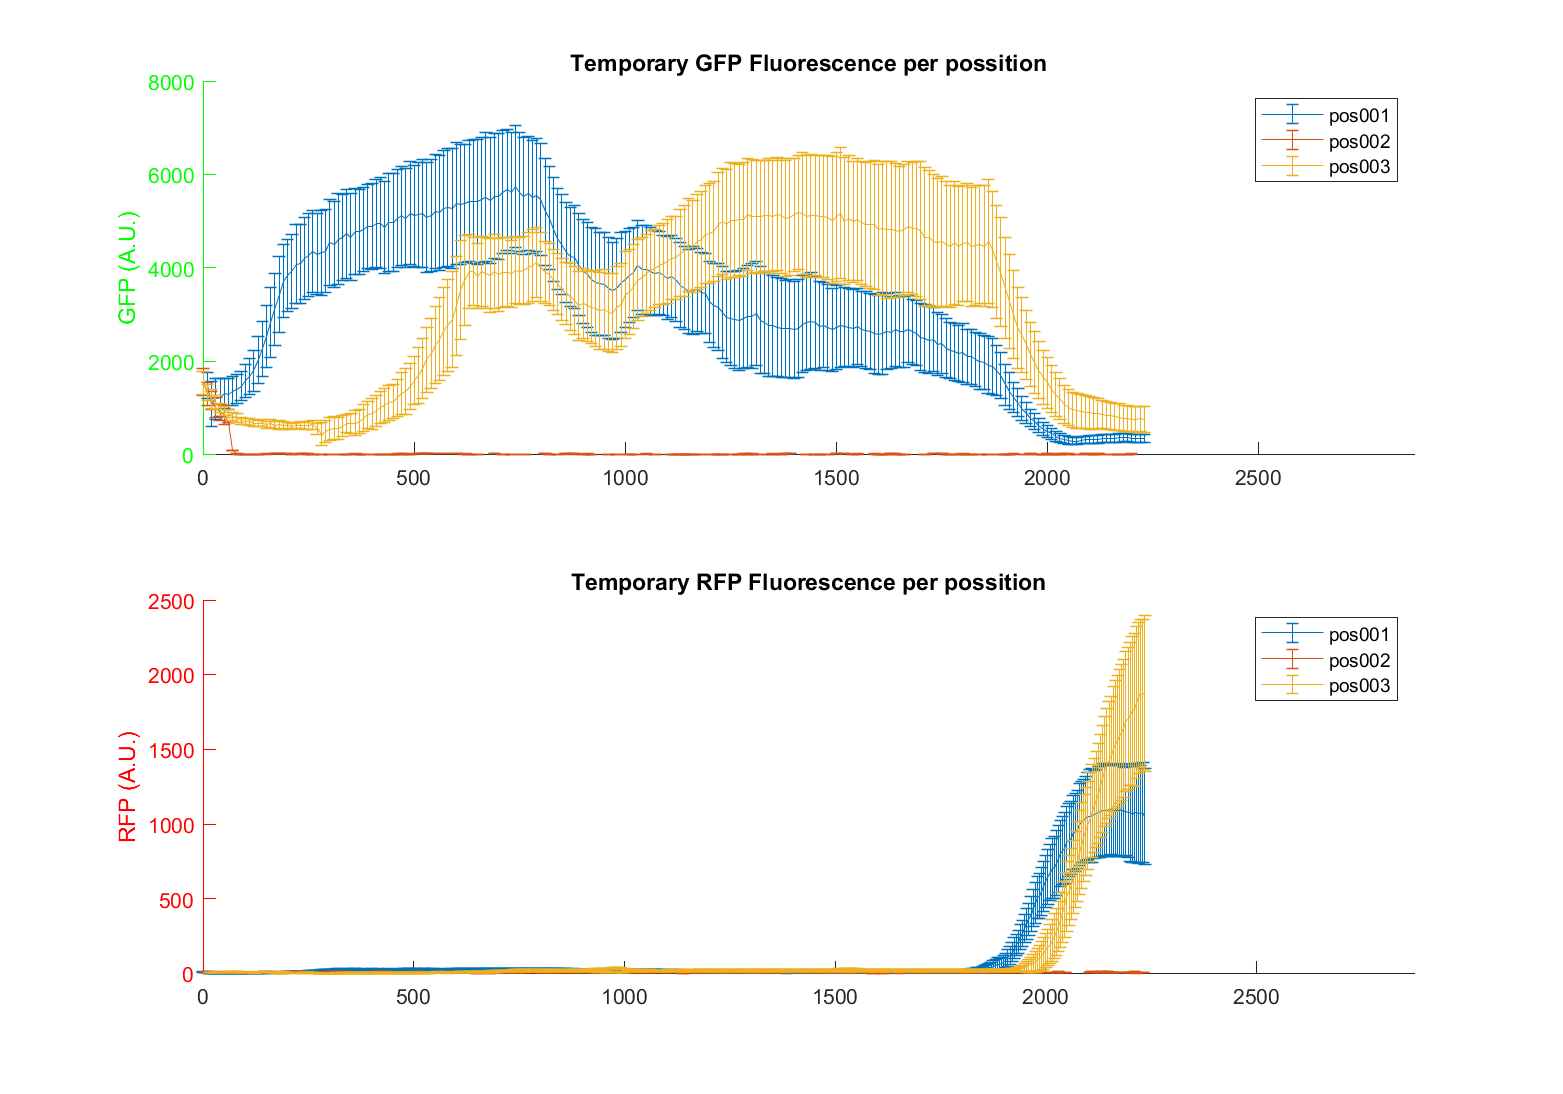 Temporary GFP Fluorescence per possition
8000
6000
4000
2000
0
GFP (A.U.)
0 500 1000 1500 2000 2500
pos001
pos002
pos003
Temporary RFP Fluorescence per possition
2500
2000
1500
1000
500
0
RFP (A.U.)
0 500 1000 1500 2000 2500
pos001
pos002
pos003